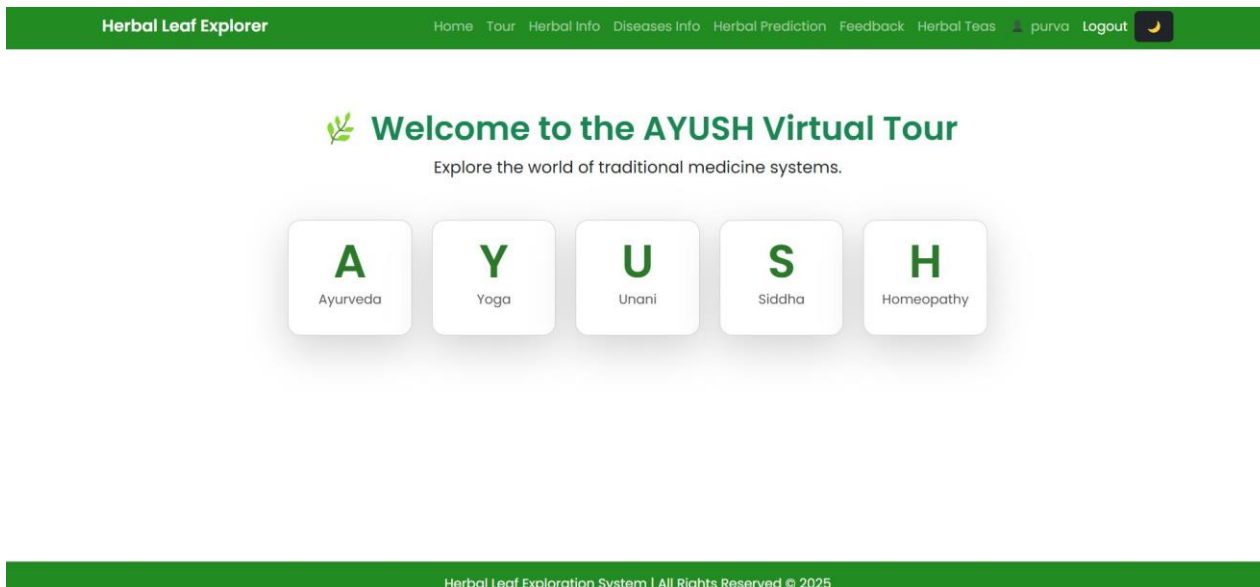 Herbal Leaf Explorer Home Tour Herbal Info Diseases Info Herbal Prediction Feedback Herbal Teas purva Logout
Welcome to the AYUSH Virtual Tour
Explore the world of traditional medicine systems.
A Y U S H
Ayurveda Yoga Unani Siddha Homeopathy
Herbal Leaf Exploration System | All Rights Reserved © 2025